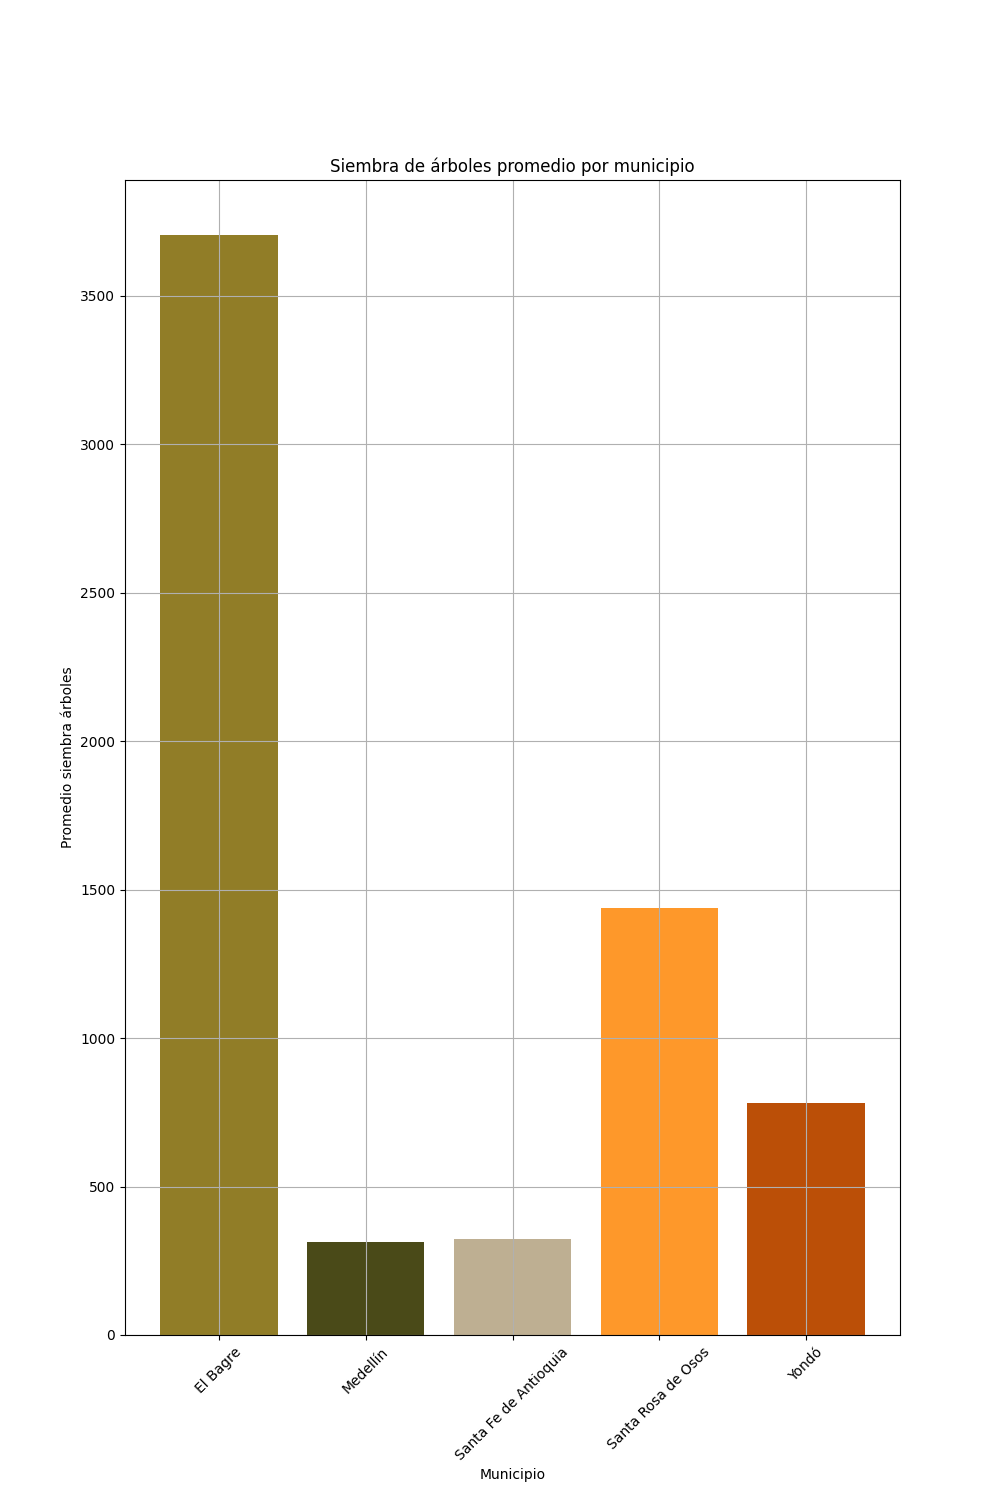 Siembra de árboles promedio por municipio
3500
3000
2500
2000
1500
1000
500
0
Promedio siembra árboles
El Bagre
Medellín
Santa Fe de Antioquia
Santa Rosa de Osos
Yondó
Municipio